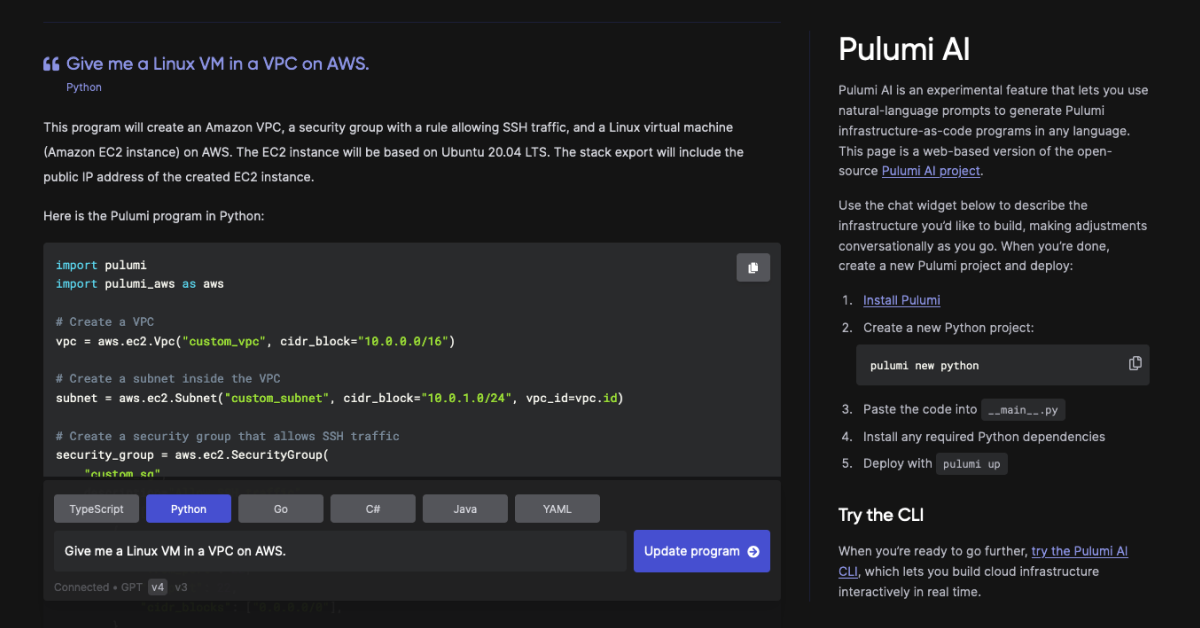 Give me a Linux VM in a VPC on AWS.
Python
This program will create an Amazon VPC, a security group with a rule allowing SSH traffic, and a Linux virtual machine
(Amazon EC2 instance) on AWS. The EC2 instance will be based on Ubuntu 20.04 LTS. The stack export will include the
public IP address of the created EC2 instance.
Here is the Pulumi program in Python:
import pulumi
import pulumi_aws as aws
# Create a VPC
vpc = aws.ec2.Vpc("custom_vpc", cidr_block="10.0.0.0/16")
# Create a subnet inside the VPC
subnet = aws.ec2.Subnet("custom_subnet", cidr_block="10.0.1.0/24", vpc_id=vpc.id)
# Create a security group that allows SSH traffic
security_group = aws.ec2.SecurityGroup(
"custom_sg"
TypeScript
Python
Go
C#
Java
YAML
Give me a Linux VM in a VPC on AWS.
Update program
Connected • GPT v4 v3
"cidr_blocks": ["0.0.0.0/0"],
Pulumi AI
Pulumi AI is an experimental feature that lets you use
natural-language prompts to generate Pulumi
infrastructure-as-code programs in any language.
This page is a web-based version of the open-
source Pulumi AI project.
Use the chat widget below to describe the
infrastructure you'd like to build, making adjustments
conversationally as you go. When you're done,
create a new Pulumi project and deploy:
1. Install Pulumi
2. Create a new Python project:
pulumi new python
3. Paste the code into __main__.py
4. Install any required Python dependencies
5. Deploy with pulumi up
Try the CLI
When you're ready to go further, try the Pulumi AI
CLI, which lets you build cloud infrastructure
interactively in real time.